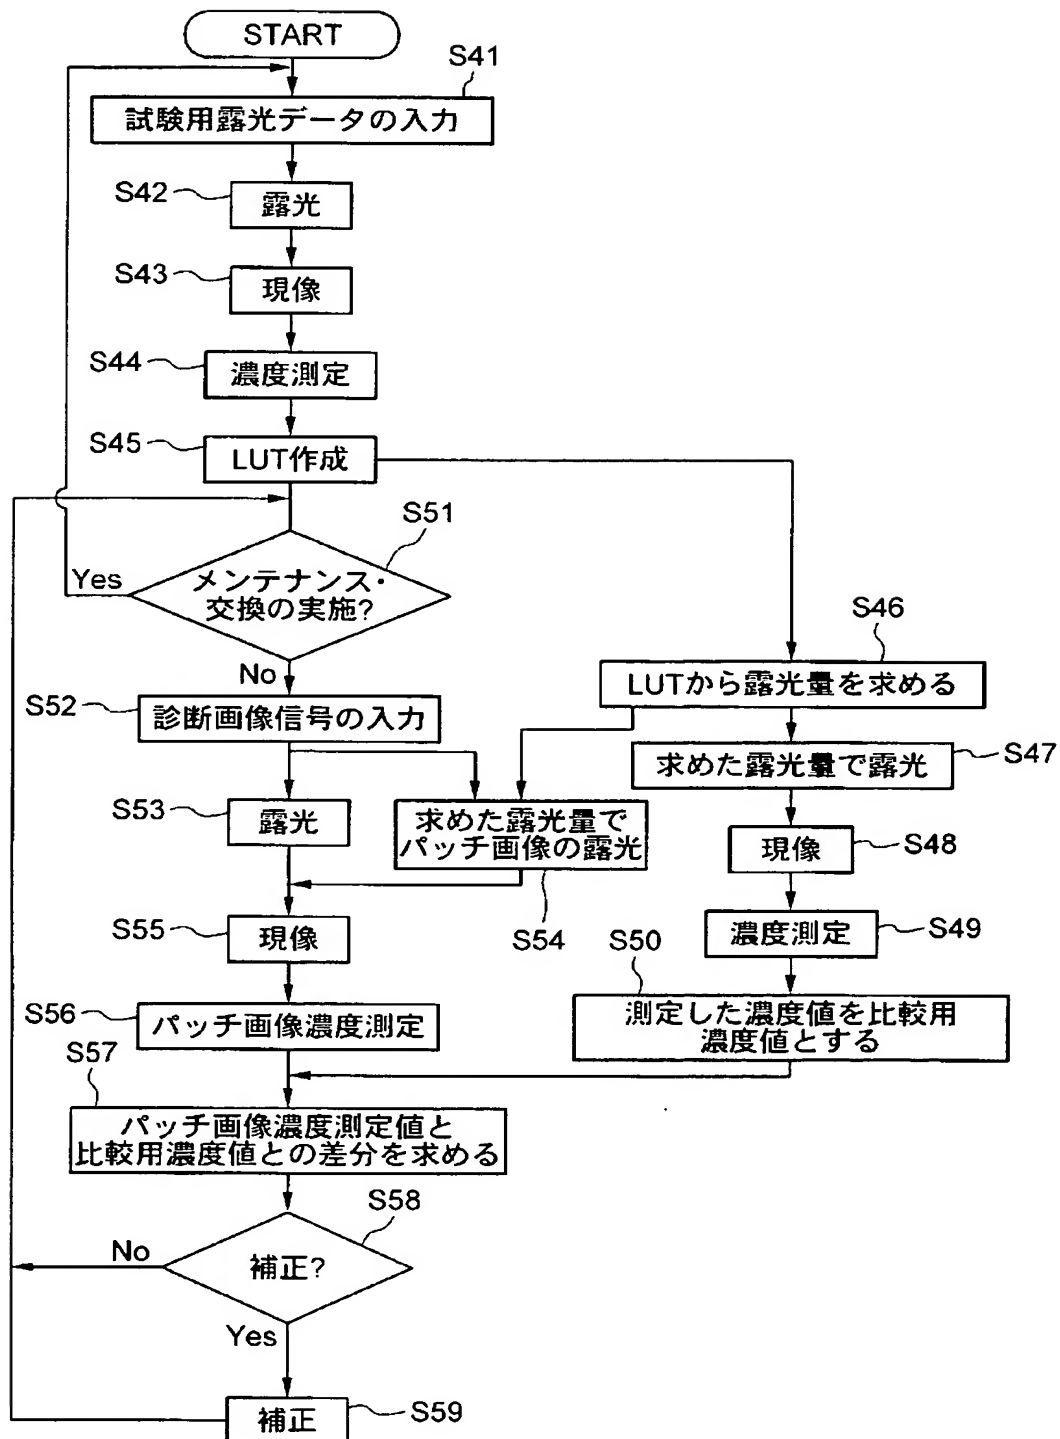 START
S41
試験用露光データの入力
S42
露光
S43
現像
S44
濃度測定
S45
LUT作成
S51
Yes
メンテナンス・
交換の実施?
No
S46
LUTから露光量を求める
S52
診断画像信号の入力
S47
求めた露光量で露光
S53
露光
求めた露光量で
パッチ画像の露光
S54
S48
現像
S55
現像
S49
濃度測定
S50
測定した濃度値を比較用
濃度値とする
S56
パッチ画像濃度測定
S57
パッチ画像濃度測定値と
比較用濃度値との差分を求める
S58
No
補正?
Yes
補正
S59